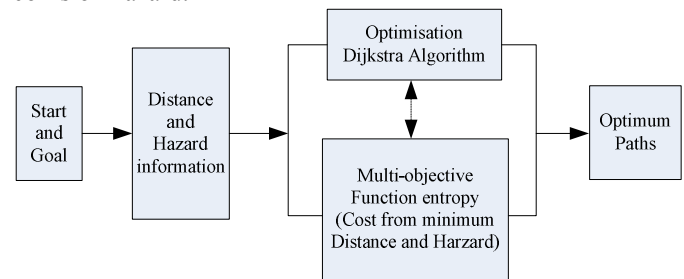 Start
and
Goal
Distance
and
Hazard
information
Optimisation
Dijkstra Algorithm
Multi-objective
Function entropy
(Cost from minimum
Distance and Harzard)
Optimum
Paths